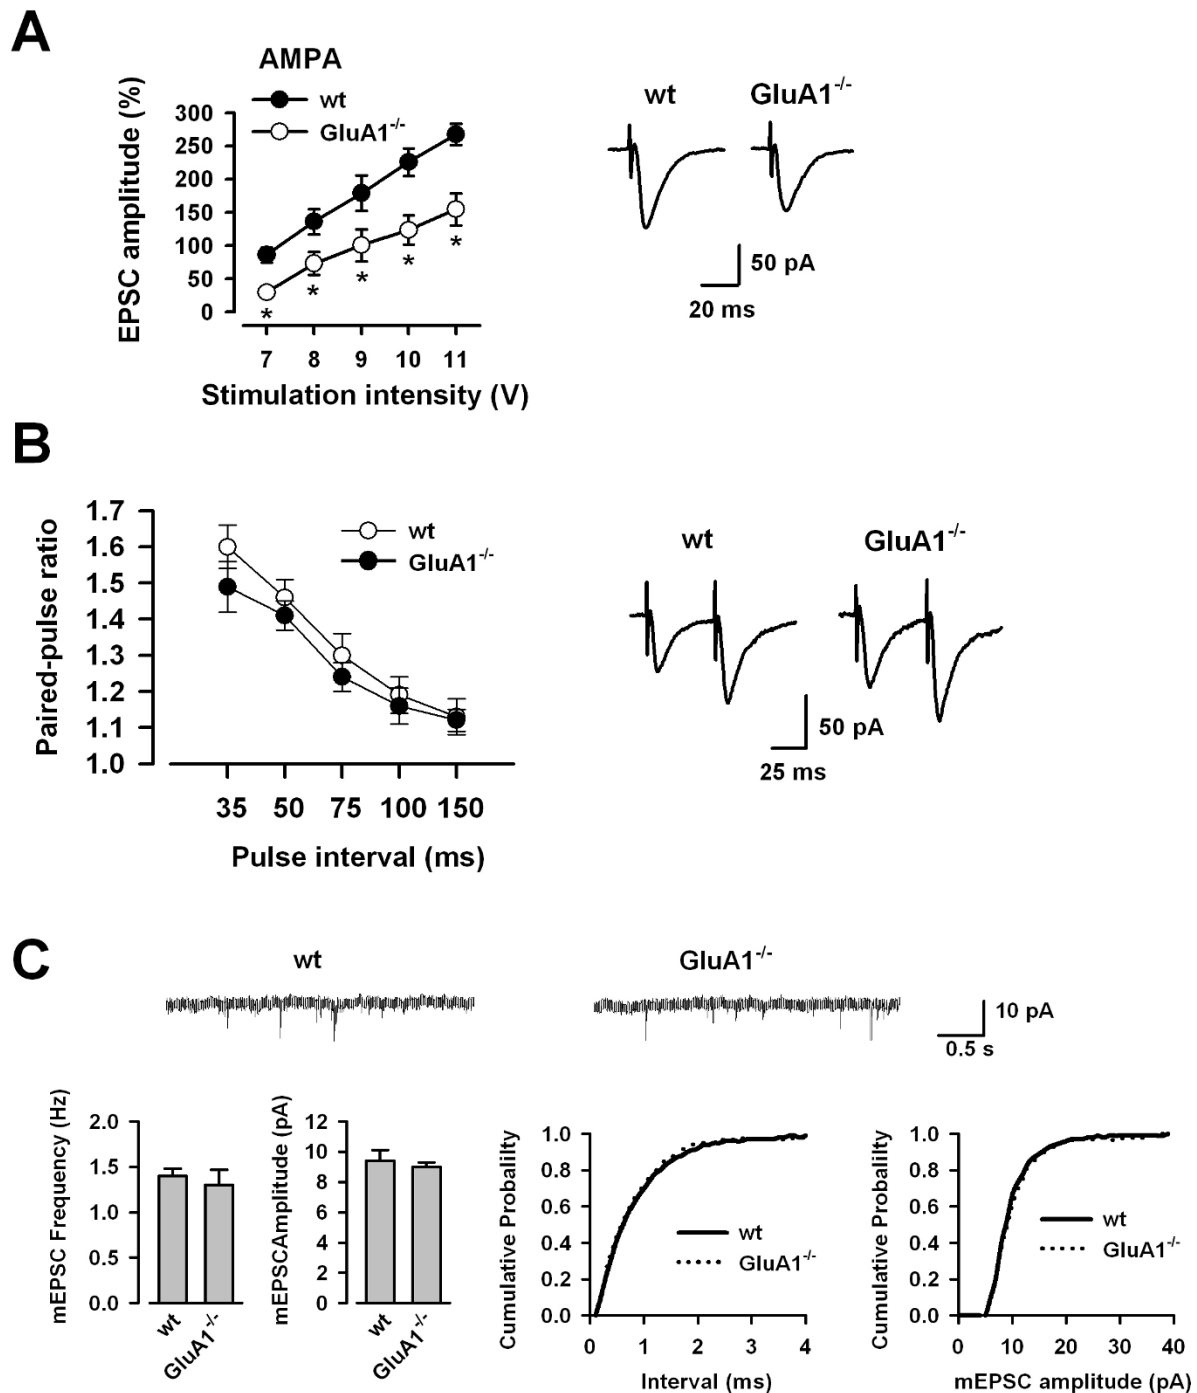 A
AMPA
wt
GluA1-/-
EPSC amplitude (%)
300
250
200
150
100
50
0
*
*
*
*
*
7 8 9 10 11
Stimulation intensity (V)
wt GluA1-/-
50 pA
20 ms
B
Paired-pulse ratio
1.7
1.6
1.5
1.4
1.3
1.2
1.1
1.0
wt
GluA1-/-
35 50 75 100 150
Pulse interval (ms)
wt GluA1-/-
50 pA
25 ms
C
wt GluA1-/-
10 pA
0.5 s
mEPSC Frequency (Hz)
2.0
1.5
1.0
0.5
0.0
wt
GluA1-/-
mEPSCAmplitude (pA)
12
10
8
6
4
2
0
wt
GluA1-/-
Cumulative Probalilty
1.0
0.8
0.6
0.4
0.2
0.0
wt
GluA1-/-
0 1 2 3 4
Interval (ms)
Cumulative Probabilty
1.0
0.8
0.6
0.4
0.2
0.0
wt
GluA1-/-
0 10 20 30 40
mEPSC amplitude (pA)